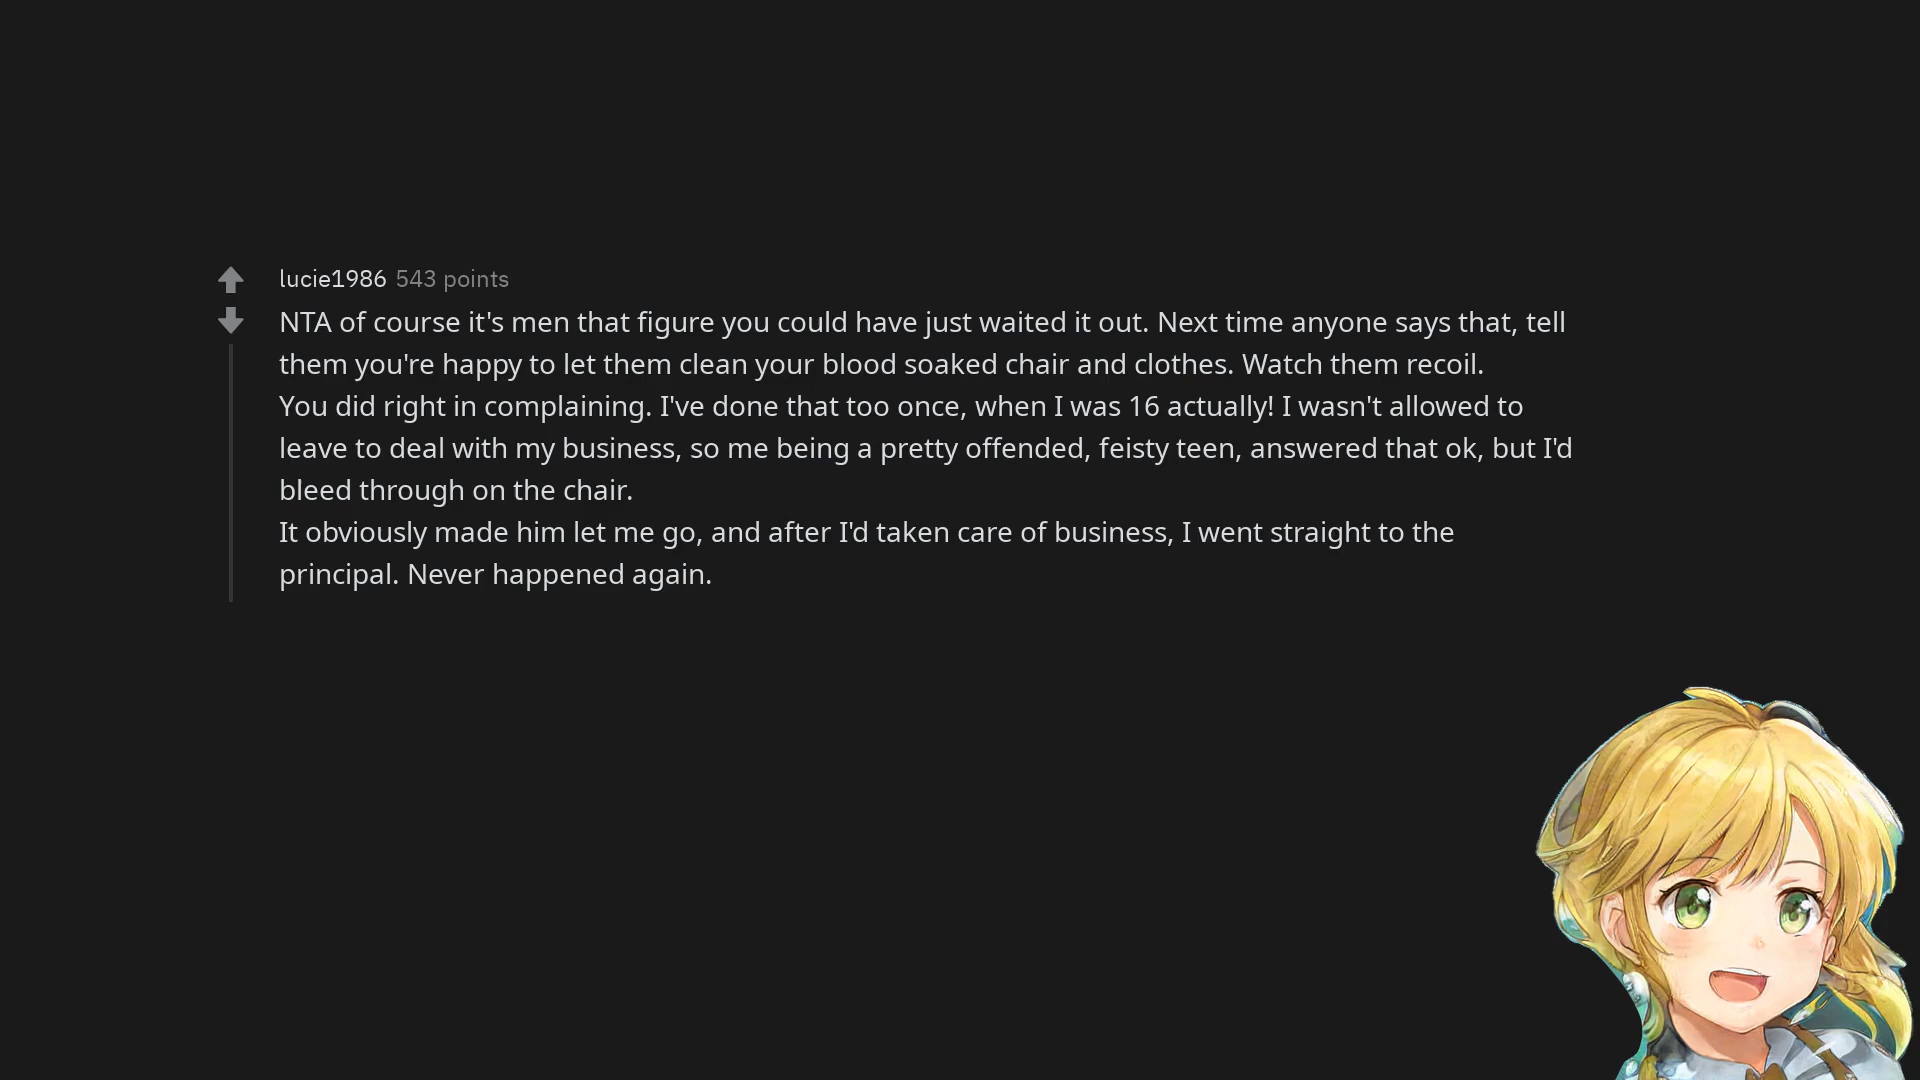 lucie1986 543 points
NTA of course it's men that figure you could have just waited it out. Next time anyone says that, tell
them you're happy to let them clean your blood soaked chair and clothes. Watch them recoil.
You did right in complaining. I've done that too once, when I was 16 actually! I wasn't allowed to
leave to deal with my business, so me being a pretty offended, feisty teen, answered that ok, but I'd
bleed through on the chair.
It obviously made him let me go, and after I'd taken care of business, I went straight to the
principal. Never happened again.